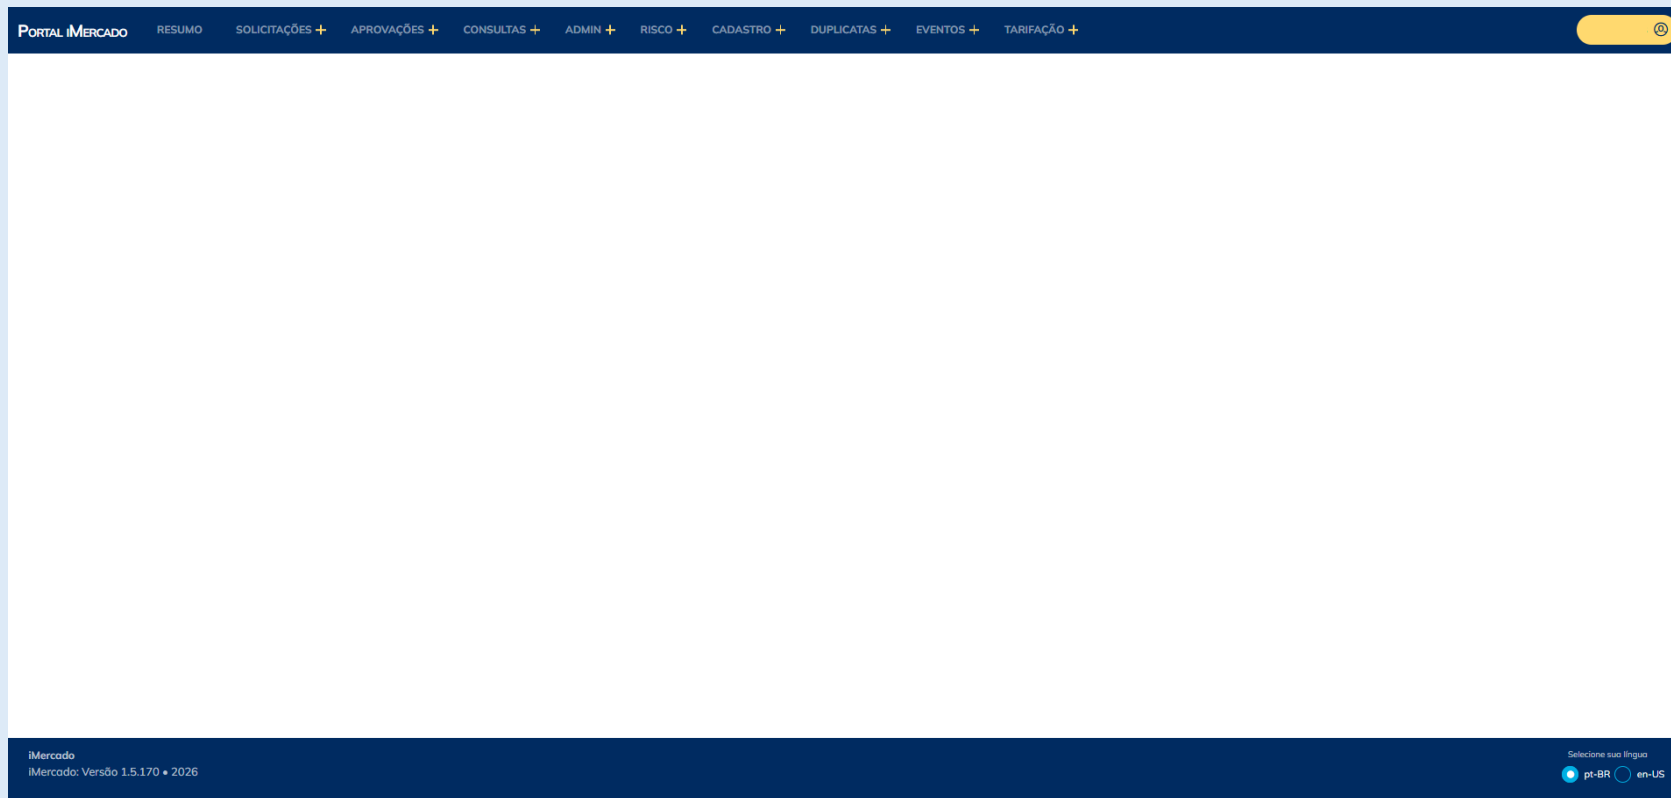 PORTAL IMERCADO RESUMO SOLICITAÇÕES + APROVAÇÕES + CONSULTAS + ADMIN + RISCO + CADASTRO + DUPLICATAS + EVENTOS + TARIFAÇÃO +
iMercado
iMercado: Versão 1.5.170 • 2026
Selecione sua língua
pt-BR en-US